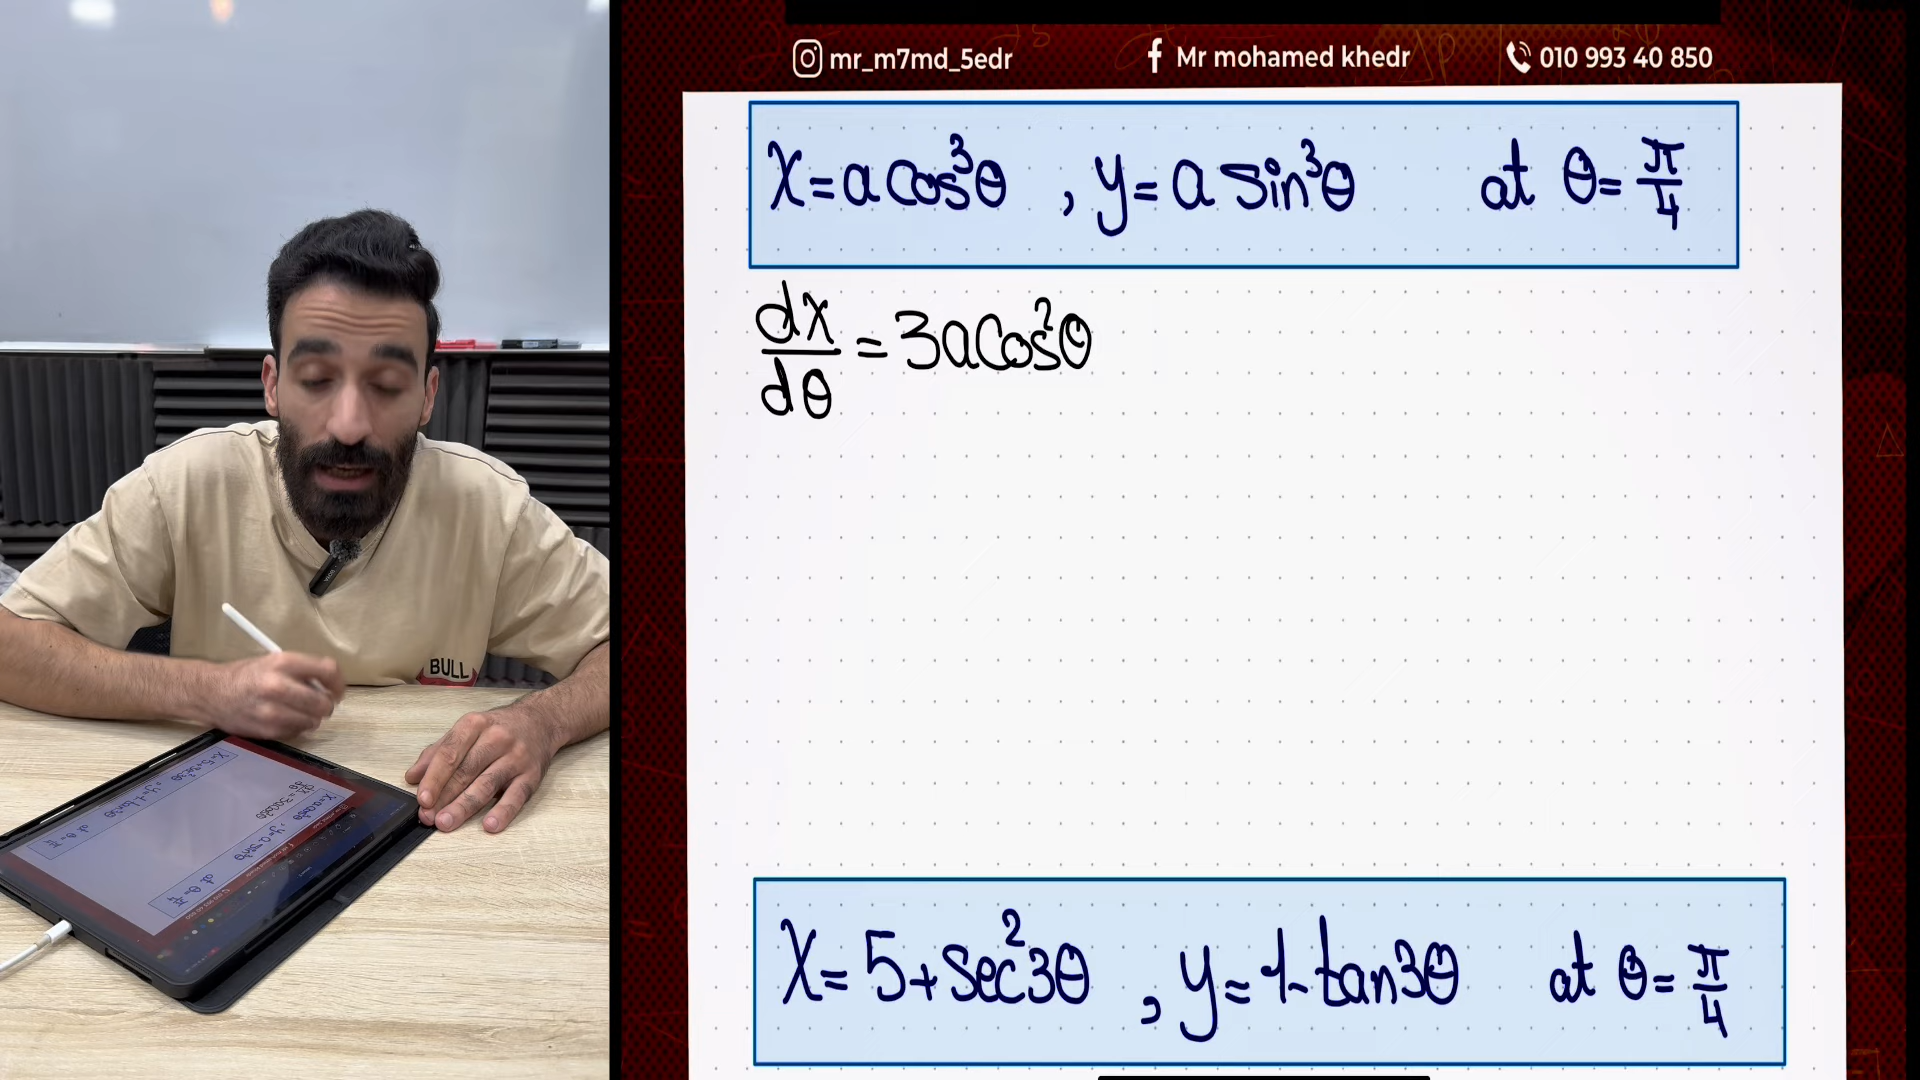 mr_m7md_5edr Mr mohamed khedr 010 993 40 850
x=a cos³θ , y= a sin³θ at θ= π/4
dx/dθ = 3a cos²θ
x= 5+sec²3θ , y= 1-tan3θ at θ= π/4
BULL